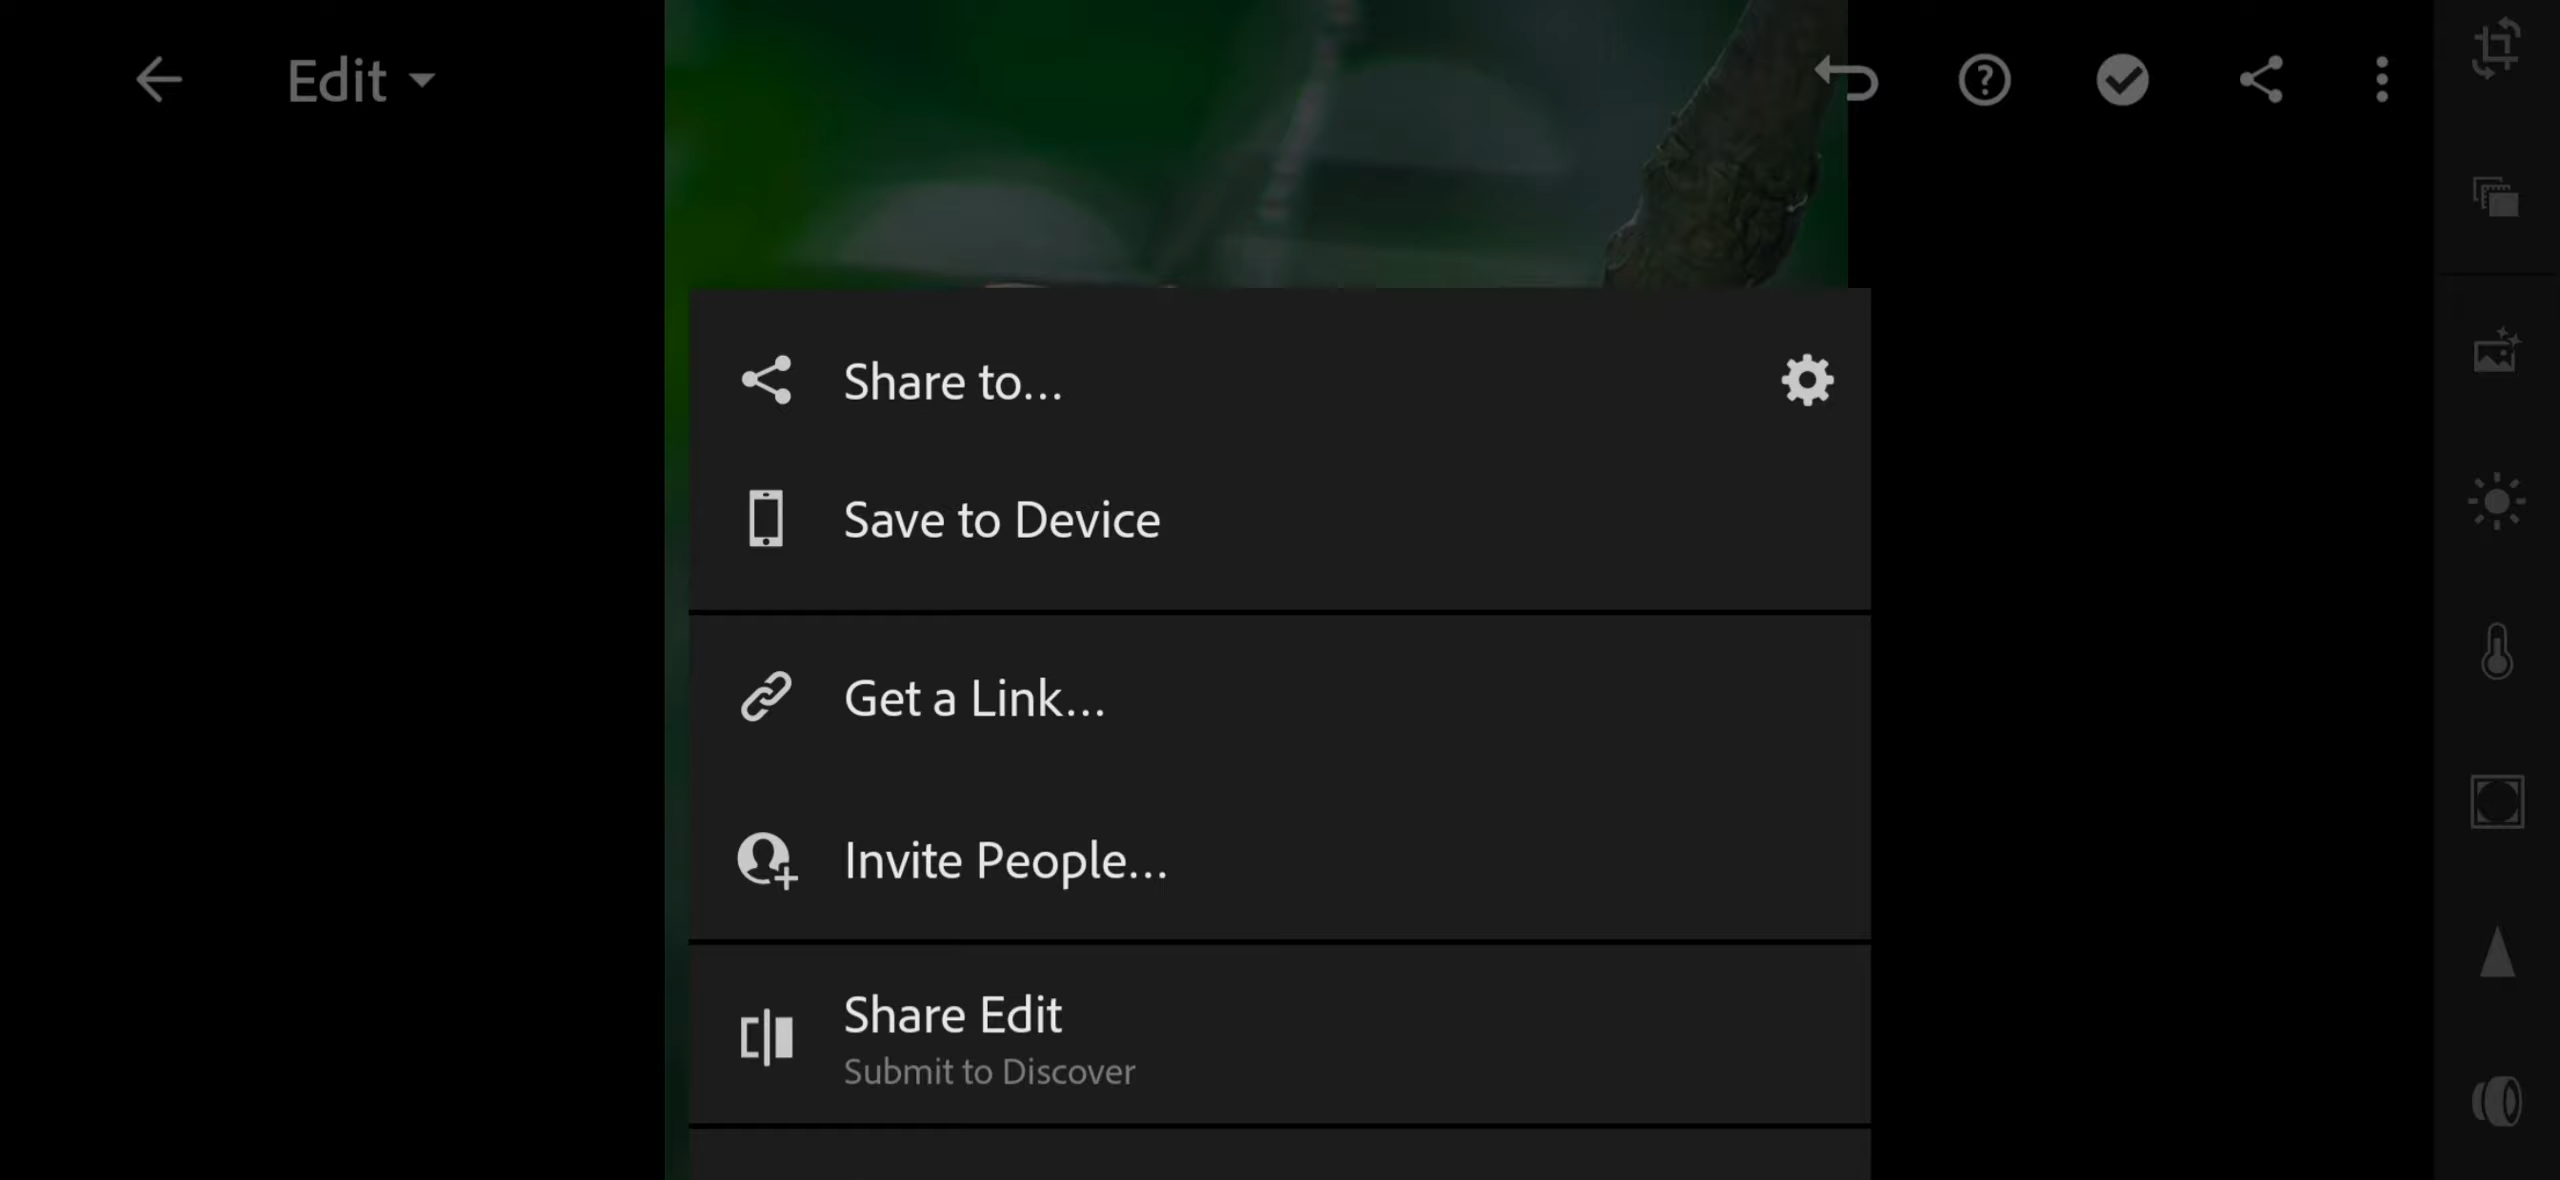 Edit
Share to...
Save to Device
Get a Link...
Invite People...
Share Edit
Submit to Discover